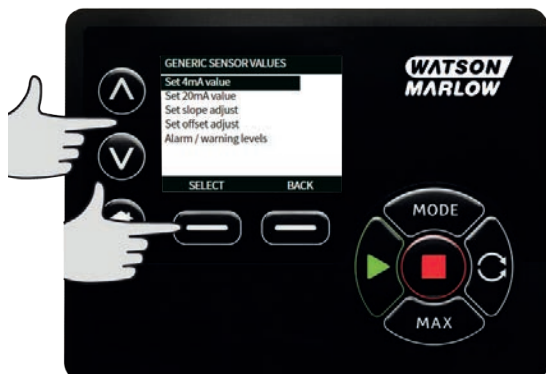 GENERIC SENSOR VALUES
Set 4mA value
Set 20mA value
Set slope adjust
Set offset adjust
Alarm / warning levels
SELECT BACK
WATSON
MARLOW
MODE
MAX